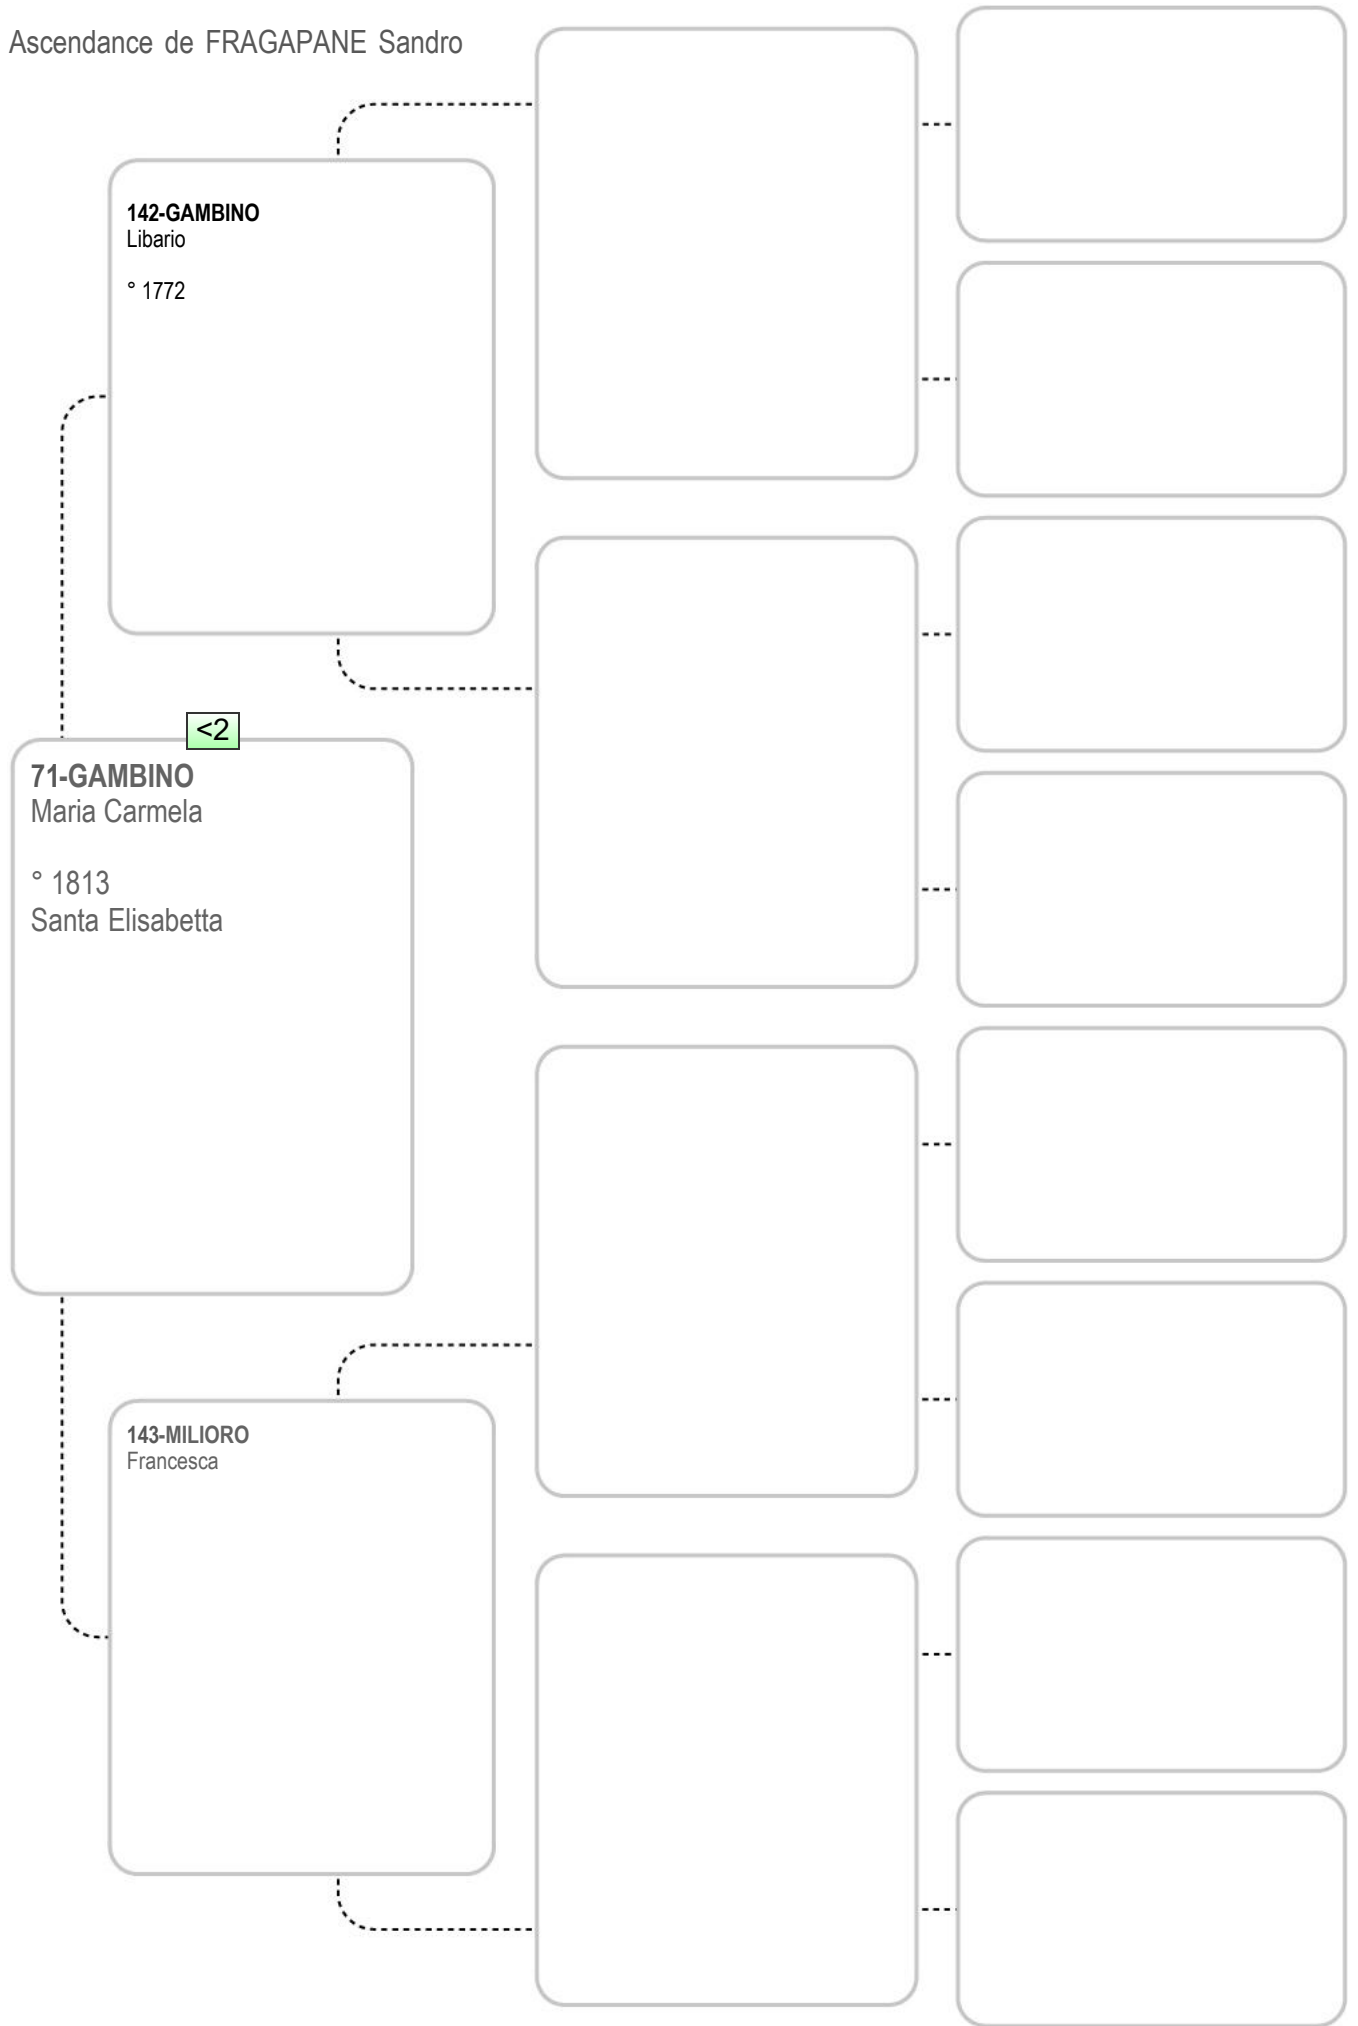 Ascendance de FRAGAPANE Sandro
142-GAMBINO
Libario
° 1772
<2
71-GAMBINO
Maria Carmela
° 1813
Santa Elisabetta
143-MILIORO
Francesca